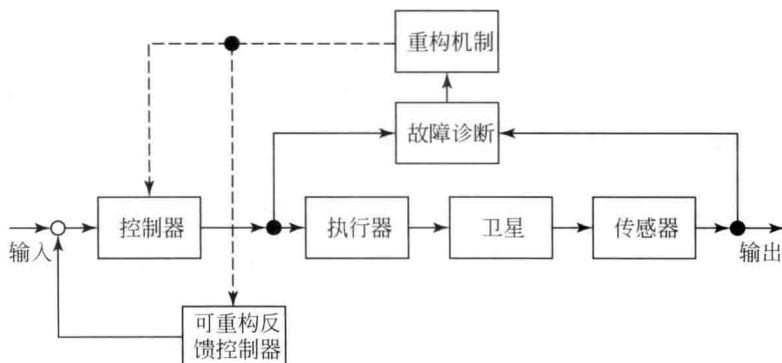 重构机制
故障诊断
输入
控制器
执行器
卫星
传感器
输出
可重构反
馈控制器